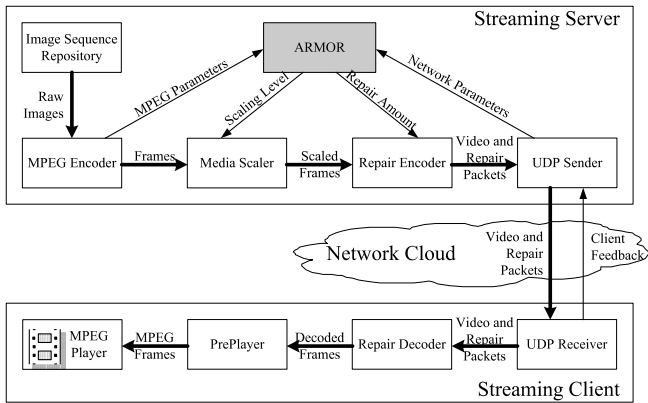 Streaming Server
Image Sequence
Repository
ARMOR
Raw
Images
MPEG Parameters
Scaling Level
Repair Amount
Network Parameters
MPEG Encoder
Frames
Media Scaler
Scaled
Frames
Repair Encoder
Video and
Repair
Packets
UDP Sender
Network Cloud
Video and
Repair
Packets
Client
Feedback
MPEG
Player
MPEG
Frames
PrePlayer
Decoded
Frames
Repair Decoder
Video and
Repair
Packets
UDP Receiver
Streaming Client